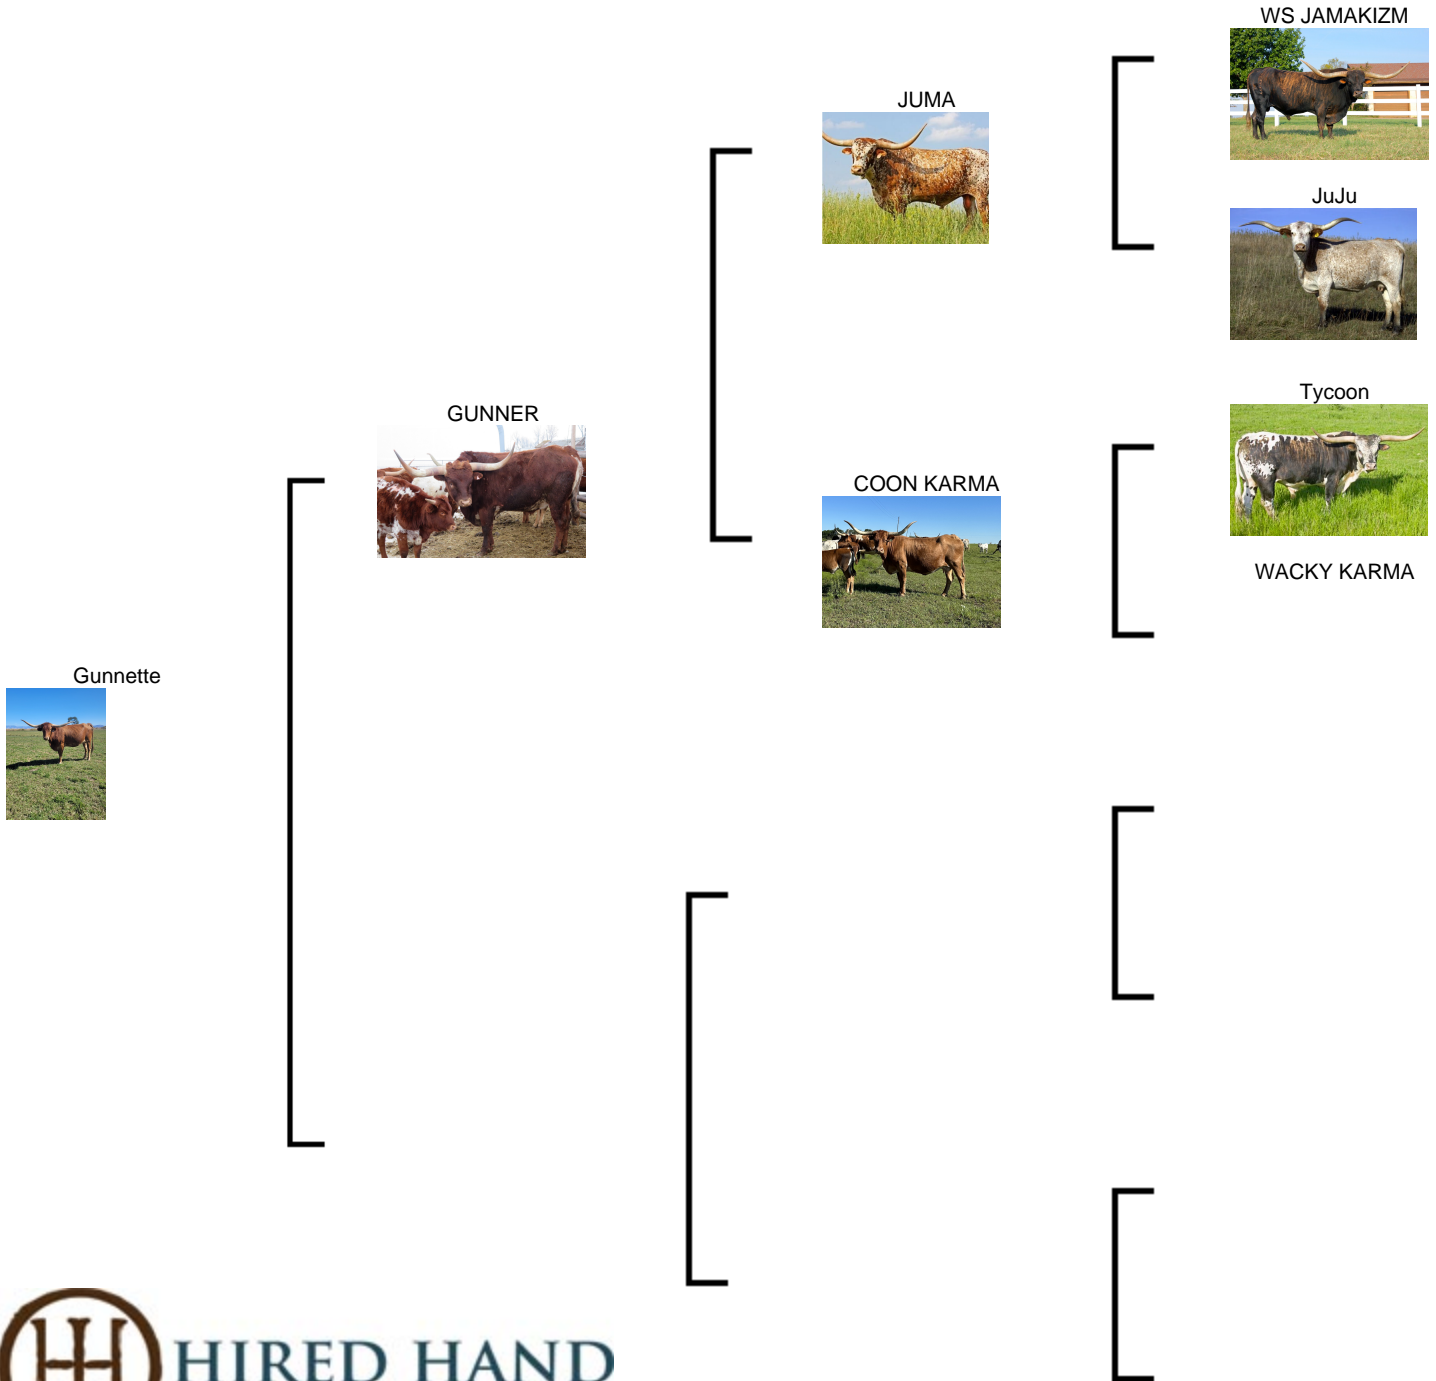 WS JAMAKIZM
JUMA
JuJu
Tycoon
GUNNER
COON KARMA
WACKY KARMA
Gunnette
HIRED HAND